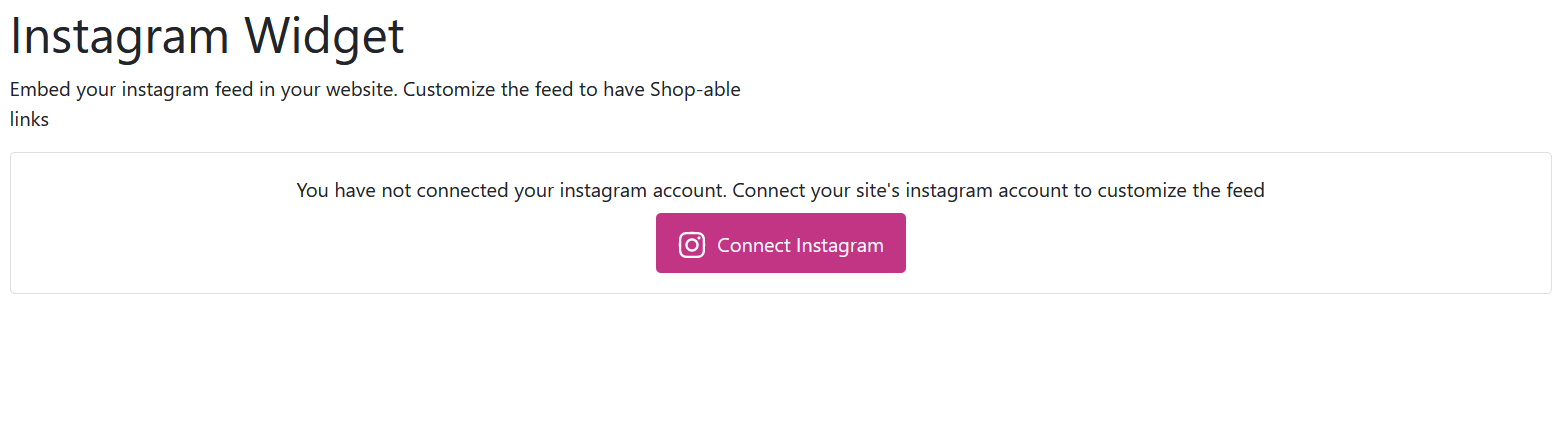 Instagram Widget
Embed your instagram feed in your website. Customize the feed to have Shop-able
links
You have not connected your instagram account. Connect your site's instagram account to customize the feed
Connect Instagram